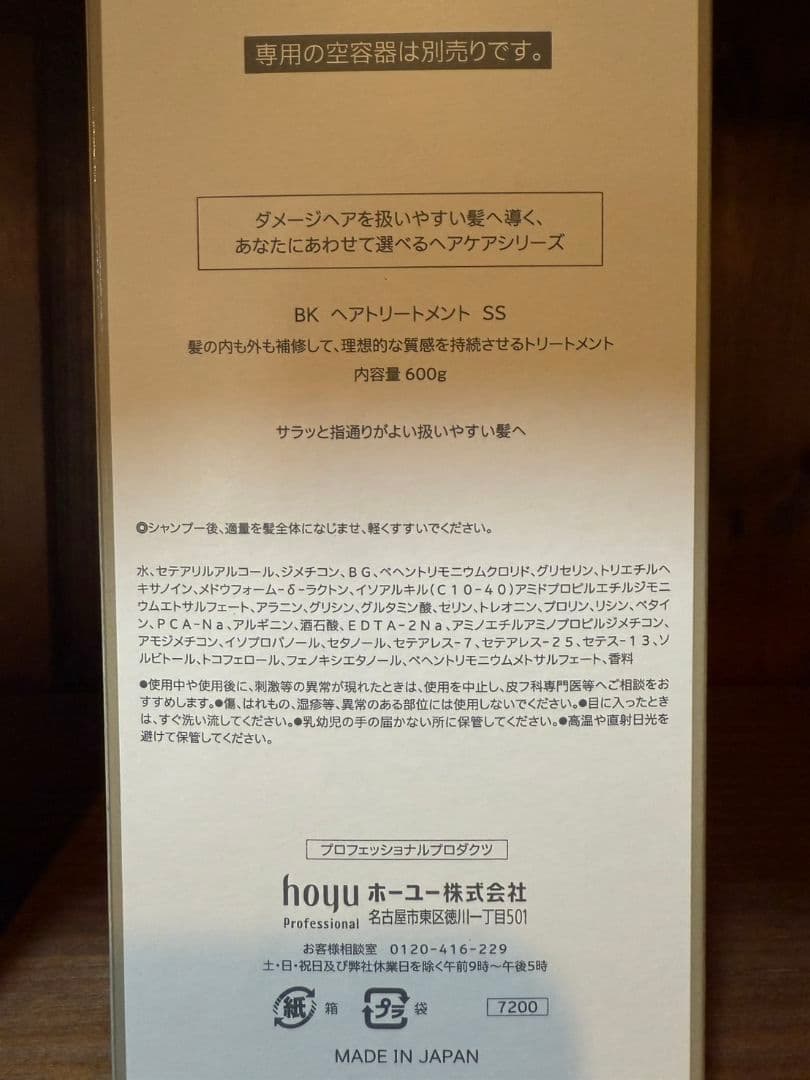 専用の空容器は別売りです。
ダメージヘアを扱いやすい髪へ導く、
あなたにあわせて選べるヘアケアシリーズ
BK ヘアトリートメント SS
髪の内も外も補修して、理想的な質感を持続させるトリートメント
内容量 600g
サラッと指通りがよい扱いやすい髪へ
◎シャンプー後、適量を髪全体になじませ、軽くすすいでください。
水、セテアリルアルコール、ジメチコン、BG、ベヘントリモニウムクロリド、グリセリン、トリエチルヘ
キサノイン、メドウフォーム-δ-ラクトン、イソアルキル(C10-40)アミドプロピルエチルジモニ
ウムエトサルフェート、アラニン、グリシン、グルタミン酸、セリン、トレオニン、プロリン、リシン、ベタイ
ン、PCA-Na、アルギニン、酒石酸、EDTA-2Na、アミノエチルアミノプロピルジメチコン、
アモジメチコン、イソプロパノール、セタノール、セテアレス-7、セテアレス-25、セテス-13、ソ
ルビトール、トコフェロール、フェノキシエタノール、ベヘントリモニウムメトサルフェート、香料
●使用中や使用後に、刺激等の異常が現れたときは、使用を中止し、皮フ科専門医等へご相談をお
すすめします。●傷、はれもの、湿疹等、異常のある部位には使用しないでください。●目に入ったとき
は、すぐ洗い流してください。●乳幼児の手の届かない所に保管してください。●高温や直射日光を
避けて保管してください。
プロフェッショナルプロダクツ
hoyu ホーユー株式会社
Professional 名古屋市東区徳川一丁目501
お客様相談室 0120-416-229
土・日・祝日及び弊社休業日を除く午前9時〜午後5時
紙 箱 プラ 袋 7200
MADE IN JAPAN